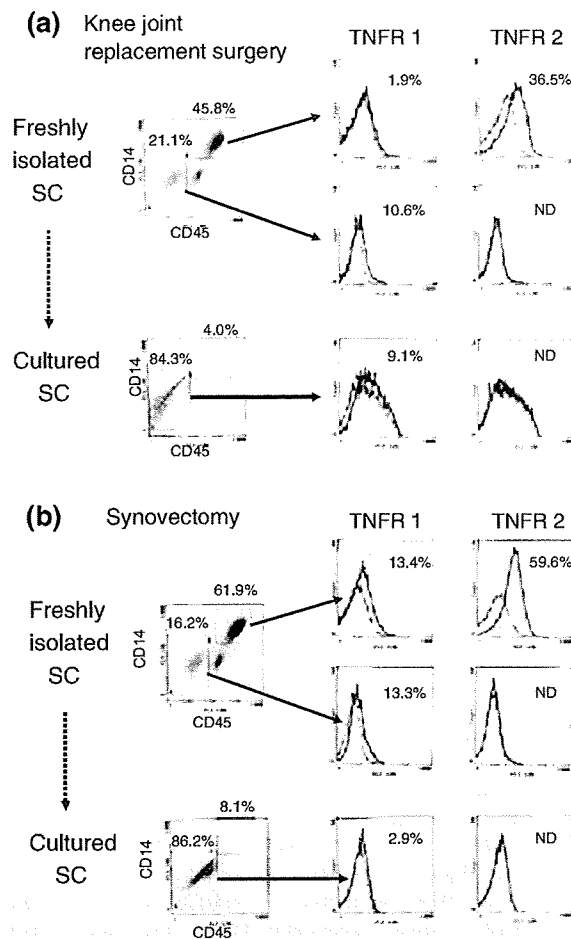 (a) Knee joint
replacement surgery
TNFR 1
TNFR 2
Freshly
isolated
SC
45.8%
21.1%
CD14
CD45
1.9%
36.5%
10.6%
ND
Cultured
SC
4.0%
84.3%
CD14
CD45
9.1%
ND
(b) Synovectomy
TNFR 1
TNFR 2
Freshly
isolated
SC
61.9%
16.2%
CD14
CD45
13.4%
59.6%
13.3%
ND
Cultured
SC
8.1%
86.2%
CD14
CD45
2.9%
ND